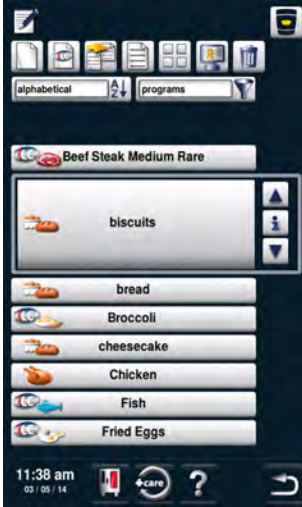 alphabetical
programs
Beef Steak Medium Rare
biscuits
bread
Broccoli
cheesecake
Chicken
Fish
Fried Eggs
11:38 am
03 / 05 / 14
+care
?